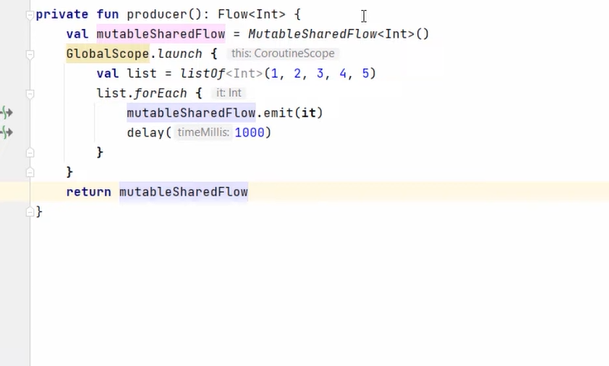 private fun producer(): Flow<Int> {
val mutableSharedFlow = MutableSharedFlow<Int>()
GlobalScope.launch { this: CoroutineScope
val list = listOf<Int>(1, 2, 3, 4, 5)
list.forEach { it: Int
mutableSharedFlow.emit(it)
delay( timeMillis: 1000)
}
}
return mutableSharedFlow
}